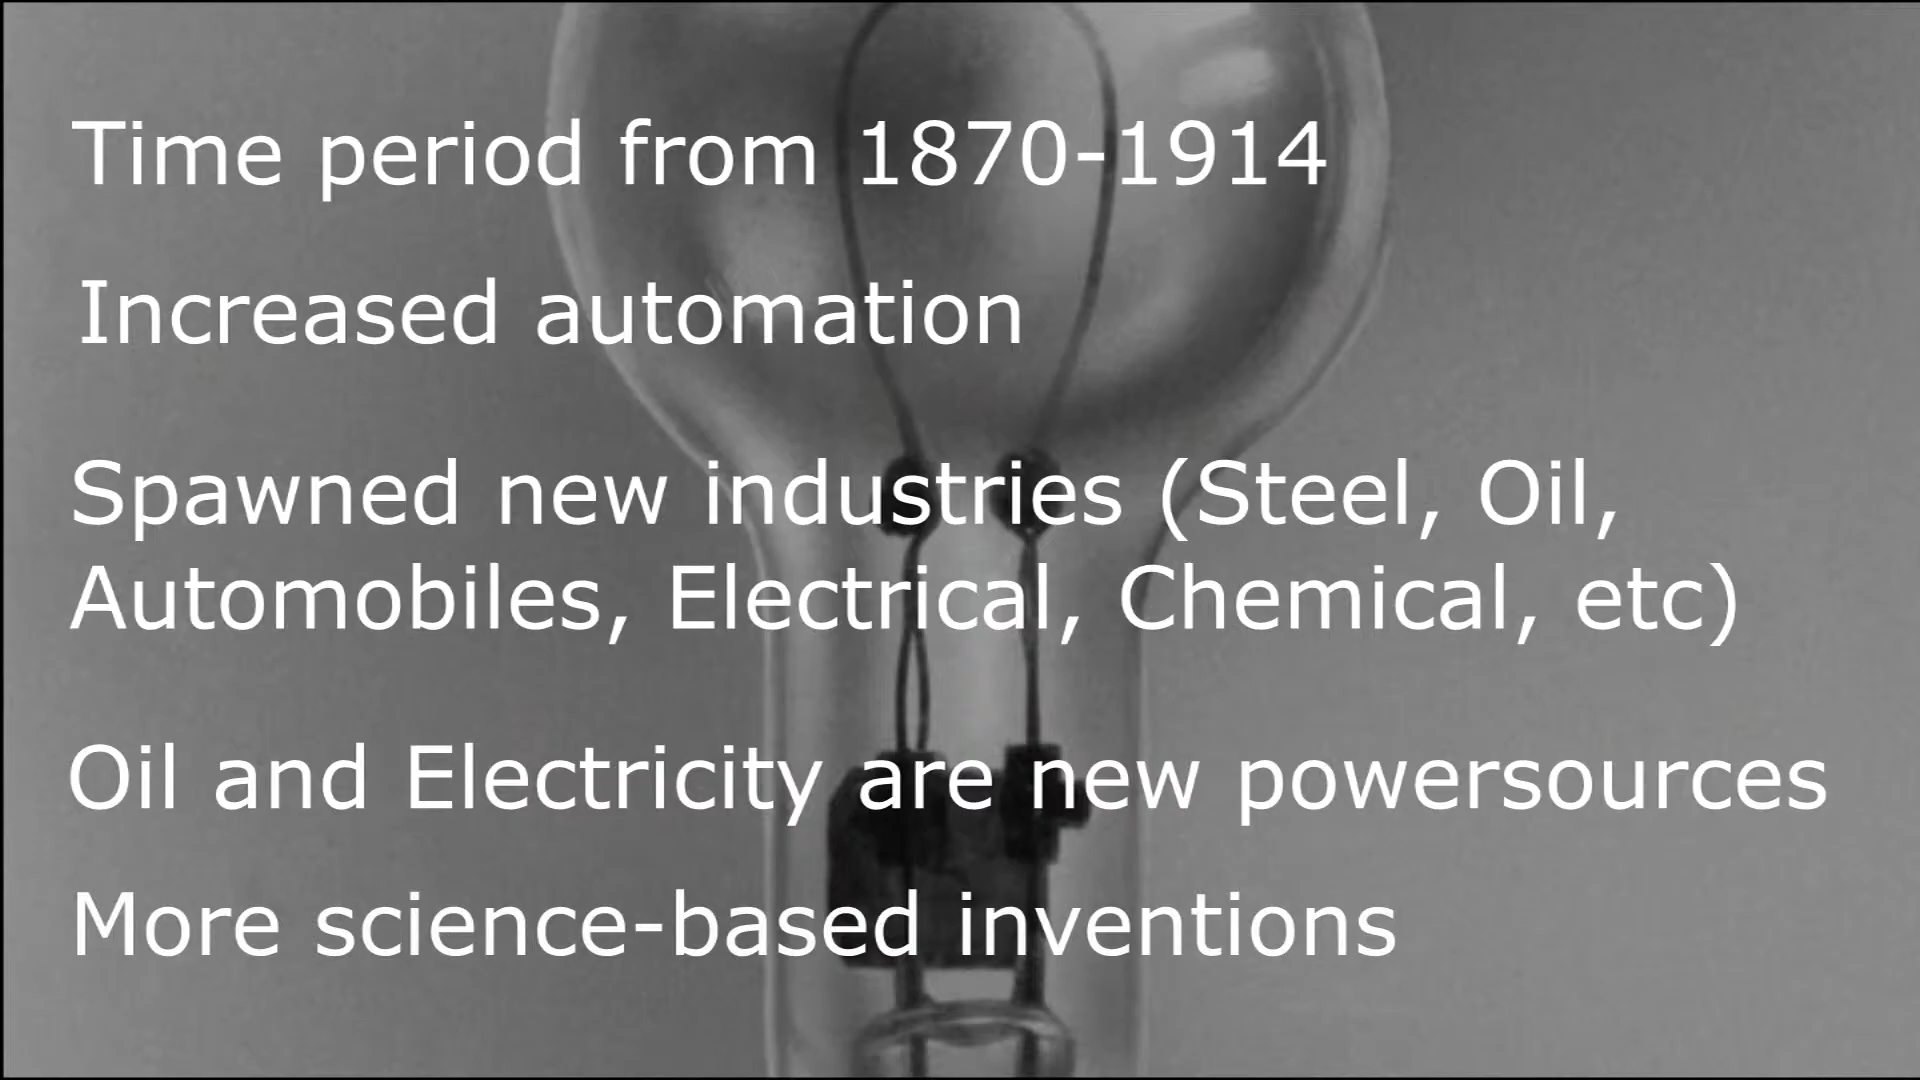 Time period from 1870-1914
Increased automation
Spawned new industries (Steel, Oil,
Automobiles, Electrical, Chemical, etc)
Oil and Electricity are new powersources
More science-based inventions